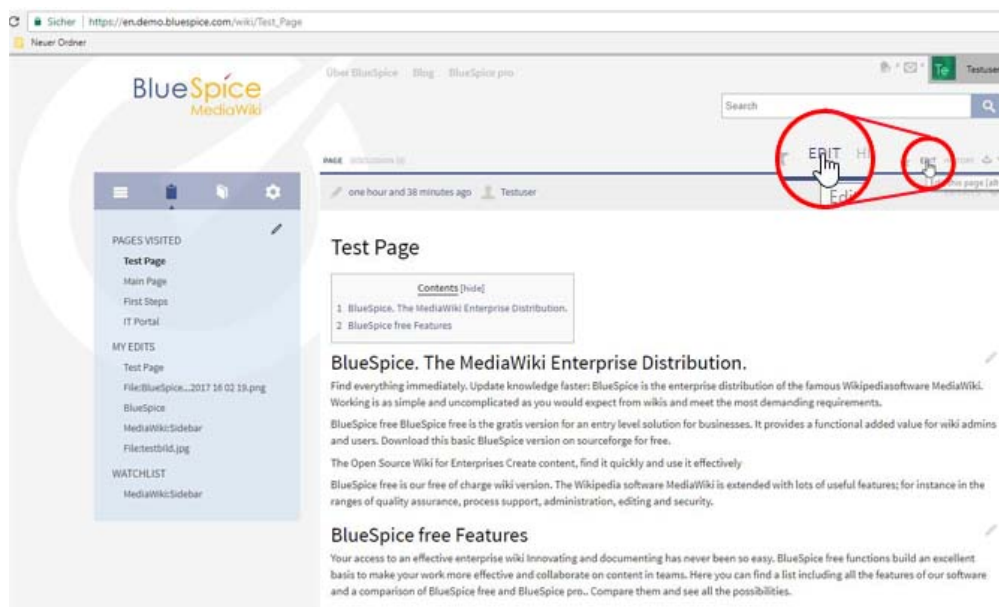 Sicher | https://en.demo.bluespice.com/wiki/Test_Page
Neuer Ordner
BlueSpice
MediaWiki
Über BlueSpice Blog BlueSpice pro
Te Testuser
Search
PAGE DISCUSSION (0)
EDIT
EDIT
Edit
one hour and 38 minutes ago Testuser
PAGES VISITED
Test Page
Main Page
First Steps
IT Portal
MY EDITS
Test Page
File:BlueSpice...2017 16 02 19.png
BlueSpice
MediaWiki:Sidebar
File:testbild.jpg
WATCHLIST
MediaWiki:Sidebar
Test Page
Contents [hide]
1 BlueSpice. The MediaWiki Enterprise Distribution.
2 BlueSpice free Features
BlueSpice. The MediaWiki Enterprise Distribution.
Find everything immediately. Update knowledge faster: BlueSpice is the enterprise distribution of the famous Wikipediasoftware MediaWiki.
Working is as simple and uncomplicated as you would expect from wikis and meet the most demanding requirements.
BlueSpice free BlueSpice free is the gratis version for an entry level solution for businesses. It provides a functional added value for wiki admins
and users. Download this basic BlueSpice version on sourceforge for free.
The Open Source Wiki for Enterprises Create content, find it quickly and use it effectively
BlueSpice free is our free of charge wiki version. The Wikipedia software MediaWiki is extended with lots of useful features; for instance in the
ranges of quality assurance, process support, administration, editing and security.
BlueSpice free Features
Your access to an effective enterprise wiki Innovating and documenting has never been so easy. BlueSpice free functions build an excellent
basis to make your work more effective and collaborate on content in teams. Here you can find a list including all the features of our software
and a comparison of BlueSpice free and BlueSpice pro.. Compare them and see all the possibilities.